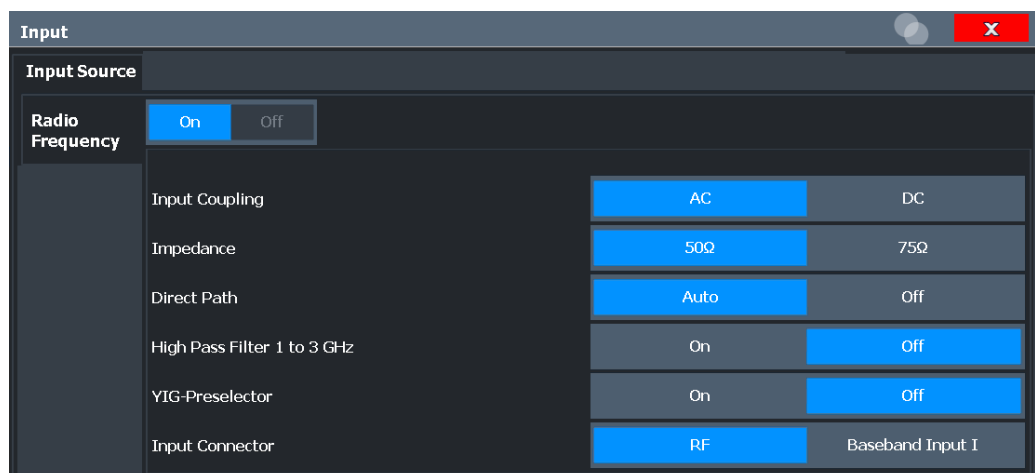 Input
X
Input Source
Radio
Frequency
On Off
Input Coupling AC DC
Impedance 50Ω 75Ω
Direct Path Auto Off
High Pass Filter 1 to 3 GHz On Off
YIG-Preselector On Off
Input Connector RF Baseband Input I